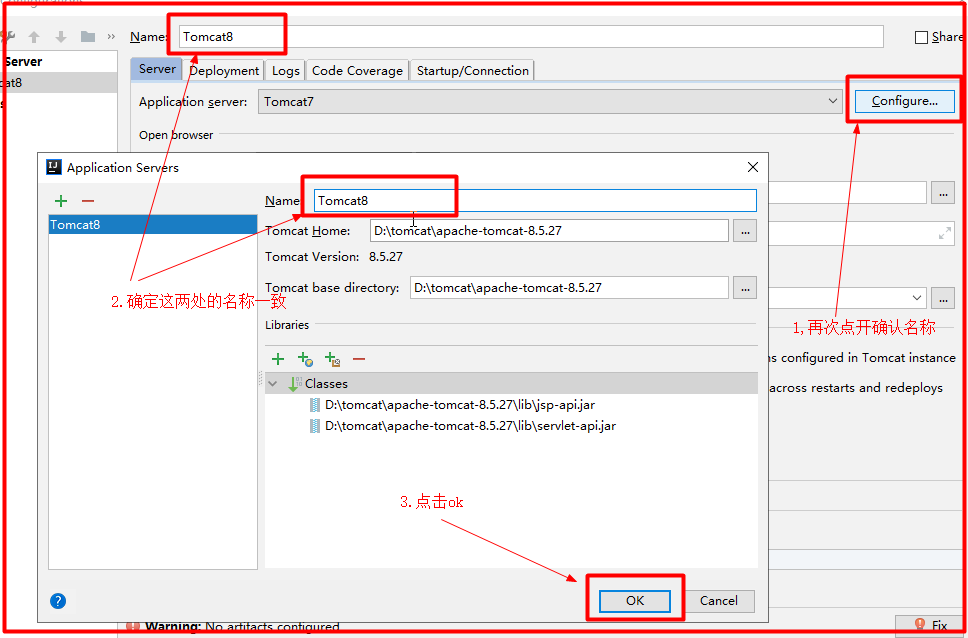 Name:
Tomcat8
Share
Server
cat8
Server
Deployment
Logs
Code Coverage
Startup/Connection
Application server:
Tomcat7
Configure...
Open browser
Application Servers
Tomcat8
Name:
Tomcat8
Tomcat Home:
D:\tomcat\apache-tomcat-8.5.27
...
...
Tomcat Version: 8.5.27
Tomcat base directory:
D:\tomcat\apache-tomcat-8.5.27
...
...
2.确定这两处的名称一致
Libraries
1,再次点开确认名称
s configured in Tomcat instance
Classes
across restarts and redeploys
D:\tomcat\apache-tomcat-8.5.27\lib\jsp-api.jar
D:\tomcat\apache-tomcat-8.5.27\lib\servlet-api.jar
3.点击ok
?
OK
Cancel
Warning: No artifacts configured
Fix